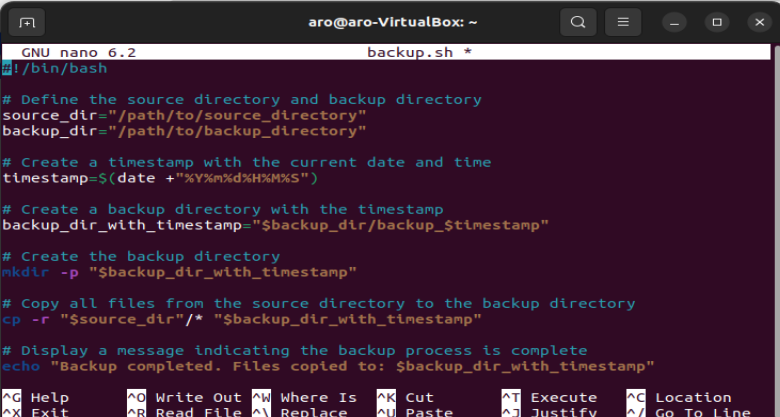 aro@aro-VirtualBox: ~
GNU nano 6.2 backup.sh *
#!/bin/bash
# Define the source directory and backup directory
source_dir="/path/to/source_directory"
backup_dir="/path/to/backup_directory"
# Create a timestamp with the current date and time
timestamp=$(date +"%Y%m%d%H%M%S")
# Create a backup directory with the timestamp
backup_dir_with_timestamp="$backup_dir/backup_$timestamp"
# Create the backup directory
mkdir -p "$backup_dir_with_timestamp"
# Copy all files from the source directory to the backup directory
cp -r "$source_dir"/* "$backup_dir_with_timestamp"
# Display a message indicating the backup process is complete
echo "Backup completed. Files copied to: $backup_dir_with_timestamp"
^G Help ^O Write Out ^W Where Is ^K Cut ^T Execute ^C Location
^X Exit ^R Read File ^\ Replace ^U Paste ^J Justify ^/ Go To Line